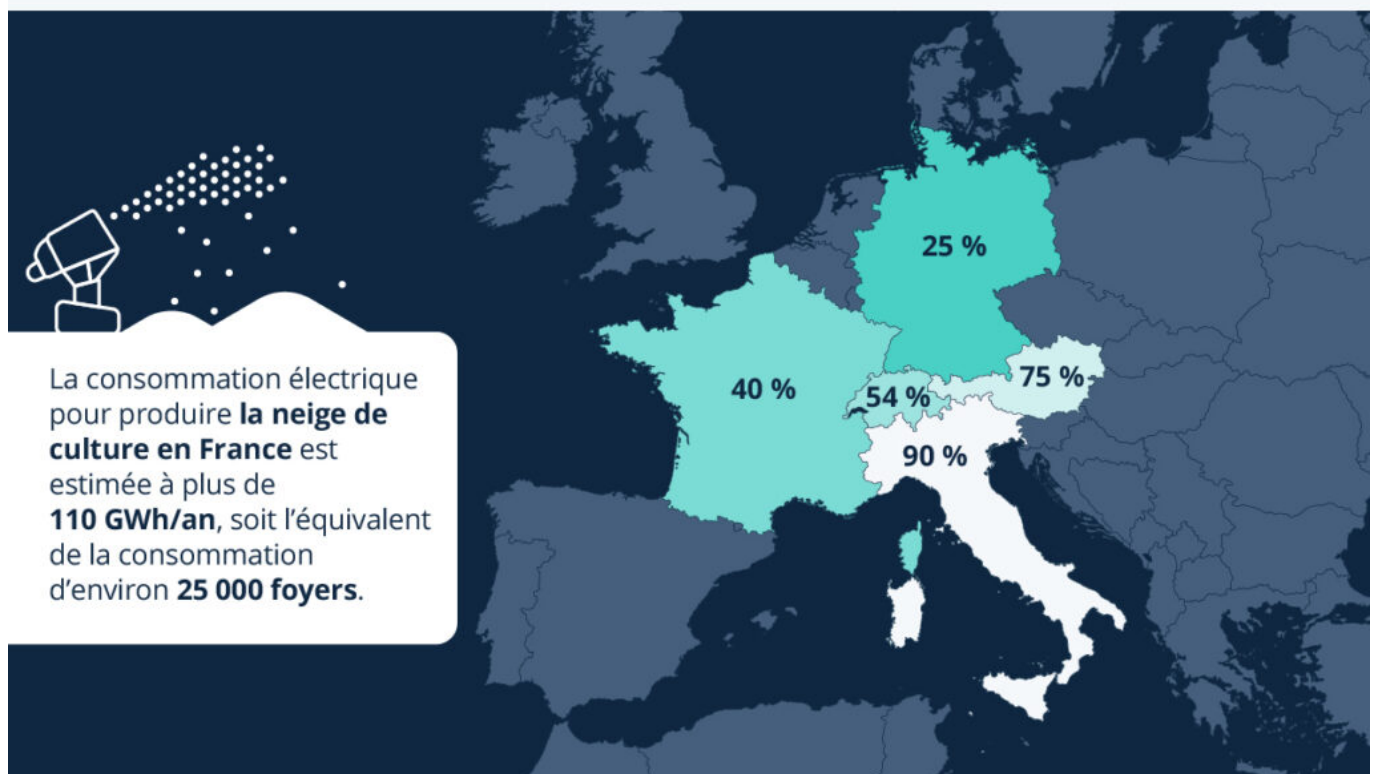 La consommation électrique
pour produire la neige de
culture en France est
estimée à plus de
110 GWh/an, soit l’équivalent
de la consommation
d’environ 25 000 foyers.
25 %
40 %
54 %
75 %
90 %